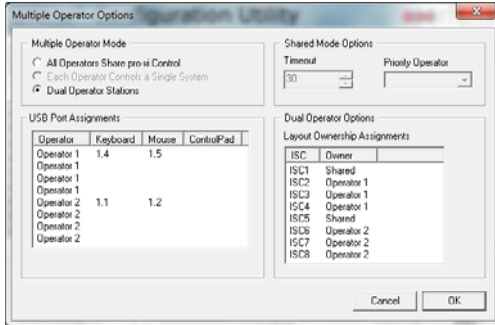 Multiple Operator Options
guration Utility
Multiple Operator Mode
All Operators Share pro-xi Control
Each Operator Controls a Single System
Dual Operator Stations
Shared Mode Options
Timeout
Priority Operator
30
USB Port Assignments
Operator Keyboard Mouse ControlPad
Operator 1 1.4 1.5
Operator 1
Operator 1
Operator 1
Operator 2 1.1 1.2
Operator 2
Operator 2
Operator 2
Dual Operator Options
Layout Ownership Assignments
ISC Owner
ISC1 Shared
ISC2 Operator 1
ISC3 Operator 1
ISC4 Operator 1
ISC5 Shared
ISC6 Operator 2
ISC7 Operator 2
ISC8 Operator 2
Cancel OK